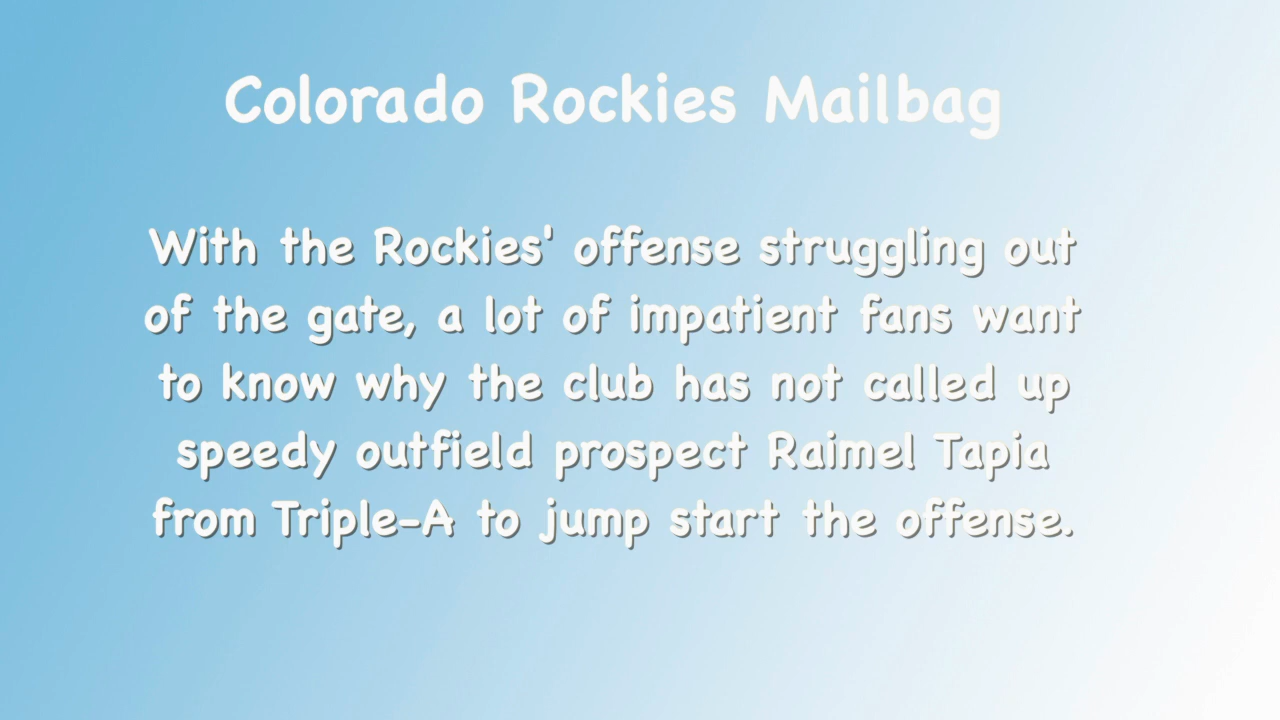 Colorado Rockies Mailbag
With the Rockies' offense struggling out
of the gate, a lot of impatient fans want
to know why the club has not called up
speedy outfield prospect Raimel Tapia
from Triple-A to jump start the offense.